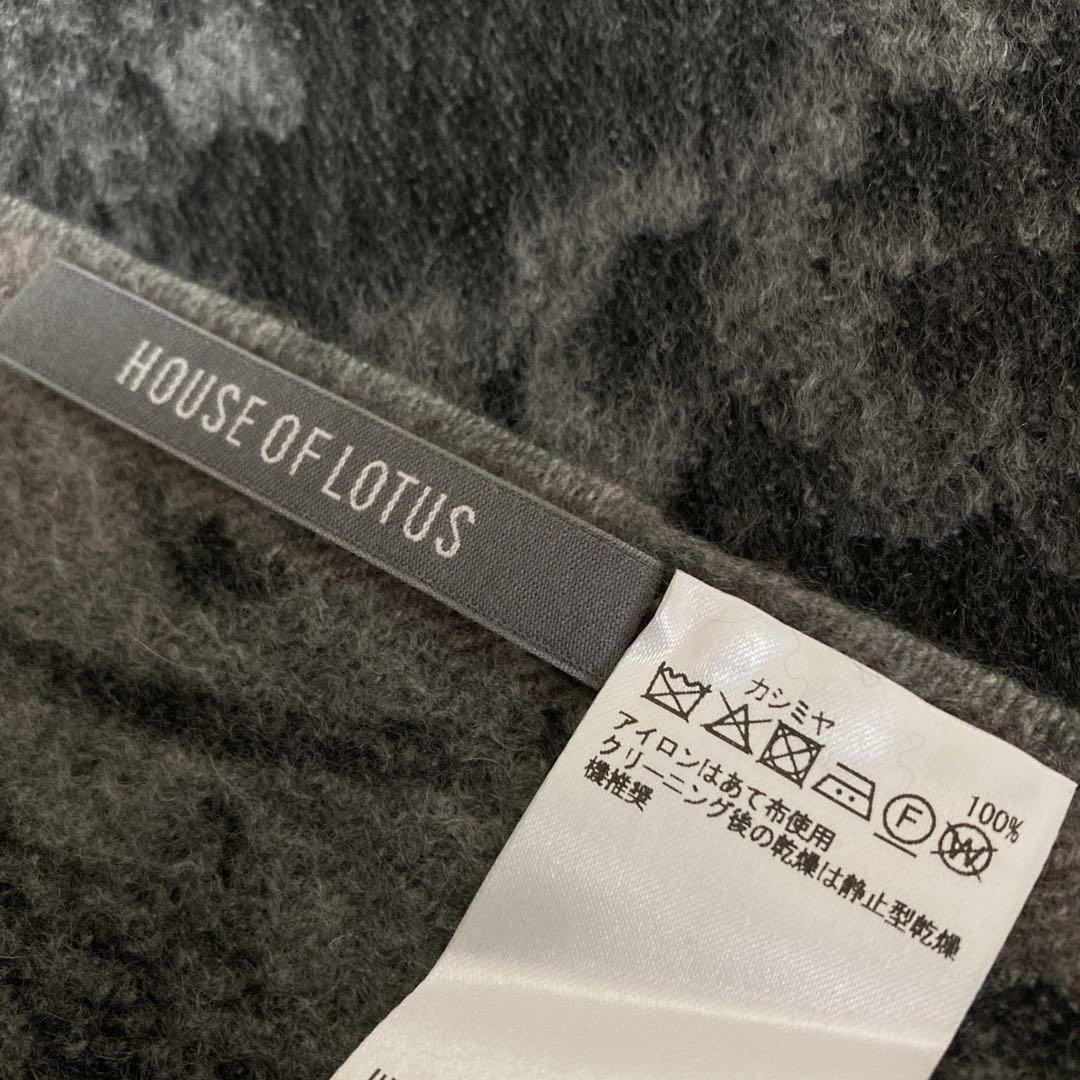 HOUSE OF LOTUS
カシミヤ 100%
F W
アイロンはあて布使用
クリーニング後の乾燥は静止型乾燥
機推奨